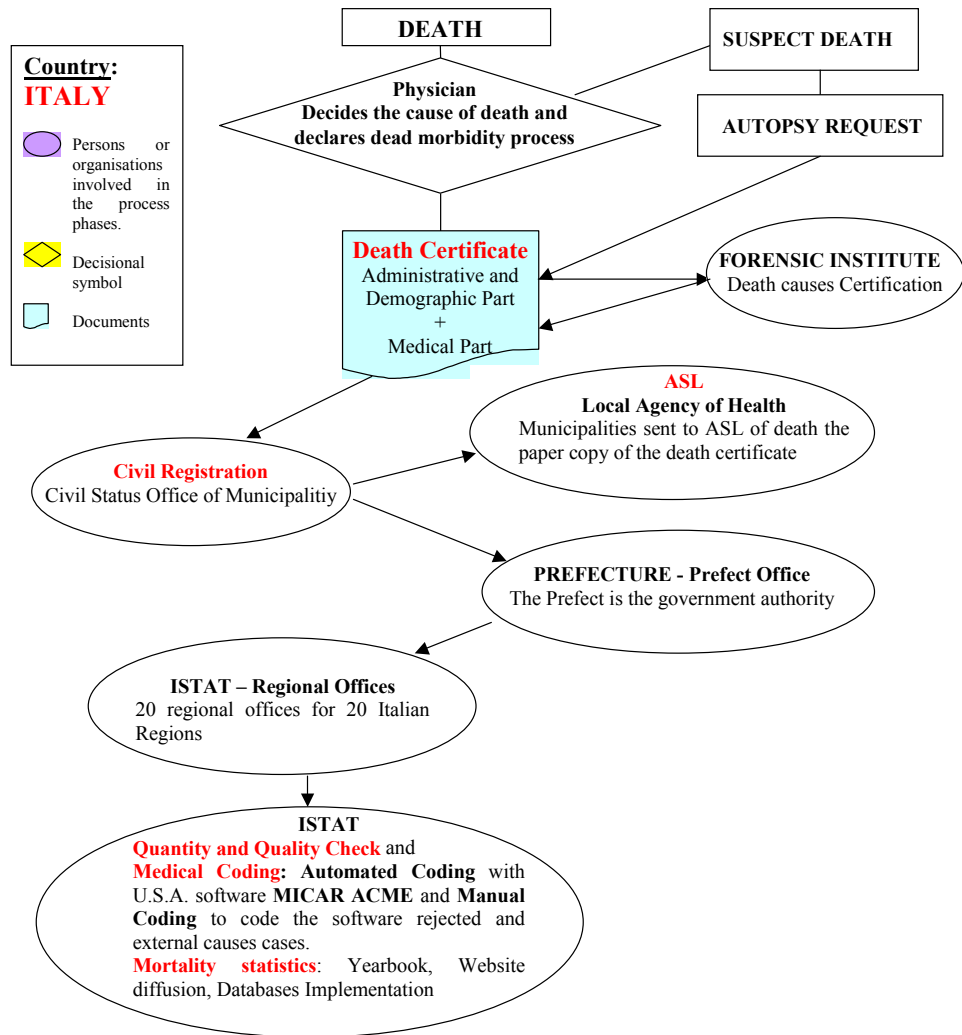 DEATH
SUSPECT DEATH
Country:
ITALY
Persons or
organisations
involved in
the process
phases.
Decisional
symbol
Documents
Physician
Decides the cause of death and
declares dead morbidity process
AUTOPSY REQUEST
Death Certificate
Administrative and
Demographic Part
+
Medical Part
FORENSIC INSTITUTE
Death causes Certification
ASL
Local Agency of Health
Municipalities sent to ASL of death the
paper copy of the death certificate
Civil Registration
Civil Status Office of Municipalitiy
PREFECTURE - Prefect Office
The Prefect is the government authority
ISTAT – Regional Offices
20 regional offices for 20 Italian
Regions
ISTAT
Quantity and Quality Check and
Medical Coding: Automated Coding with
U.S.A. software MICAR ACME and Manual
Coding to code the software rejected and
external causes cases.
Mortality statistics: Yearbook, Website
diffusion, Databases Implementation